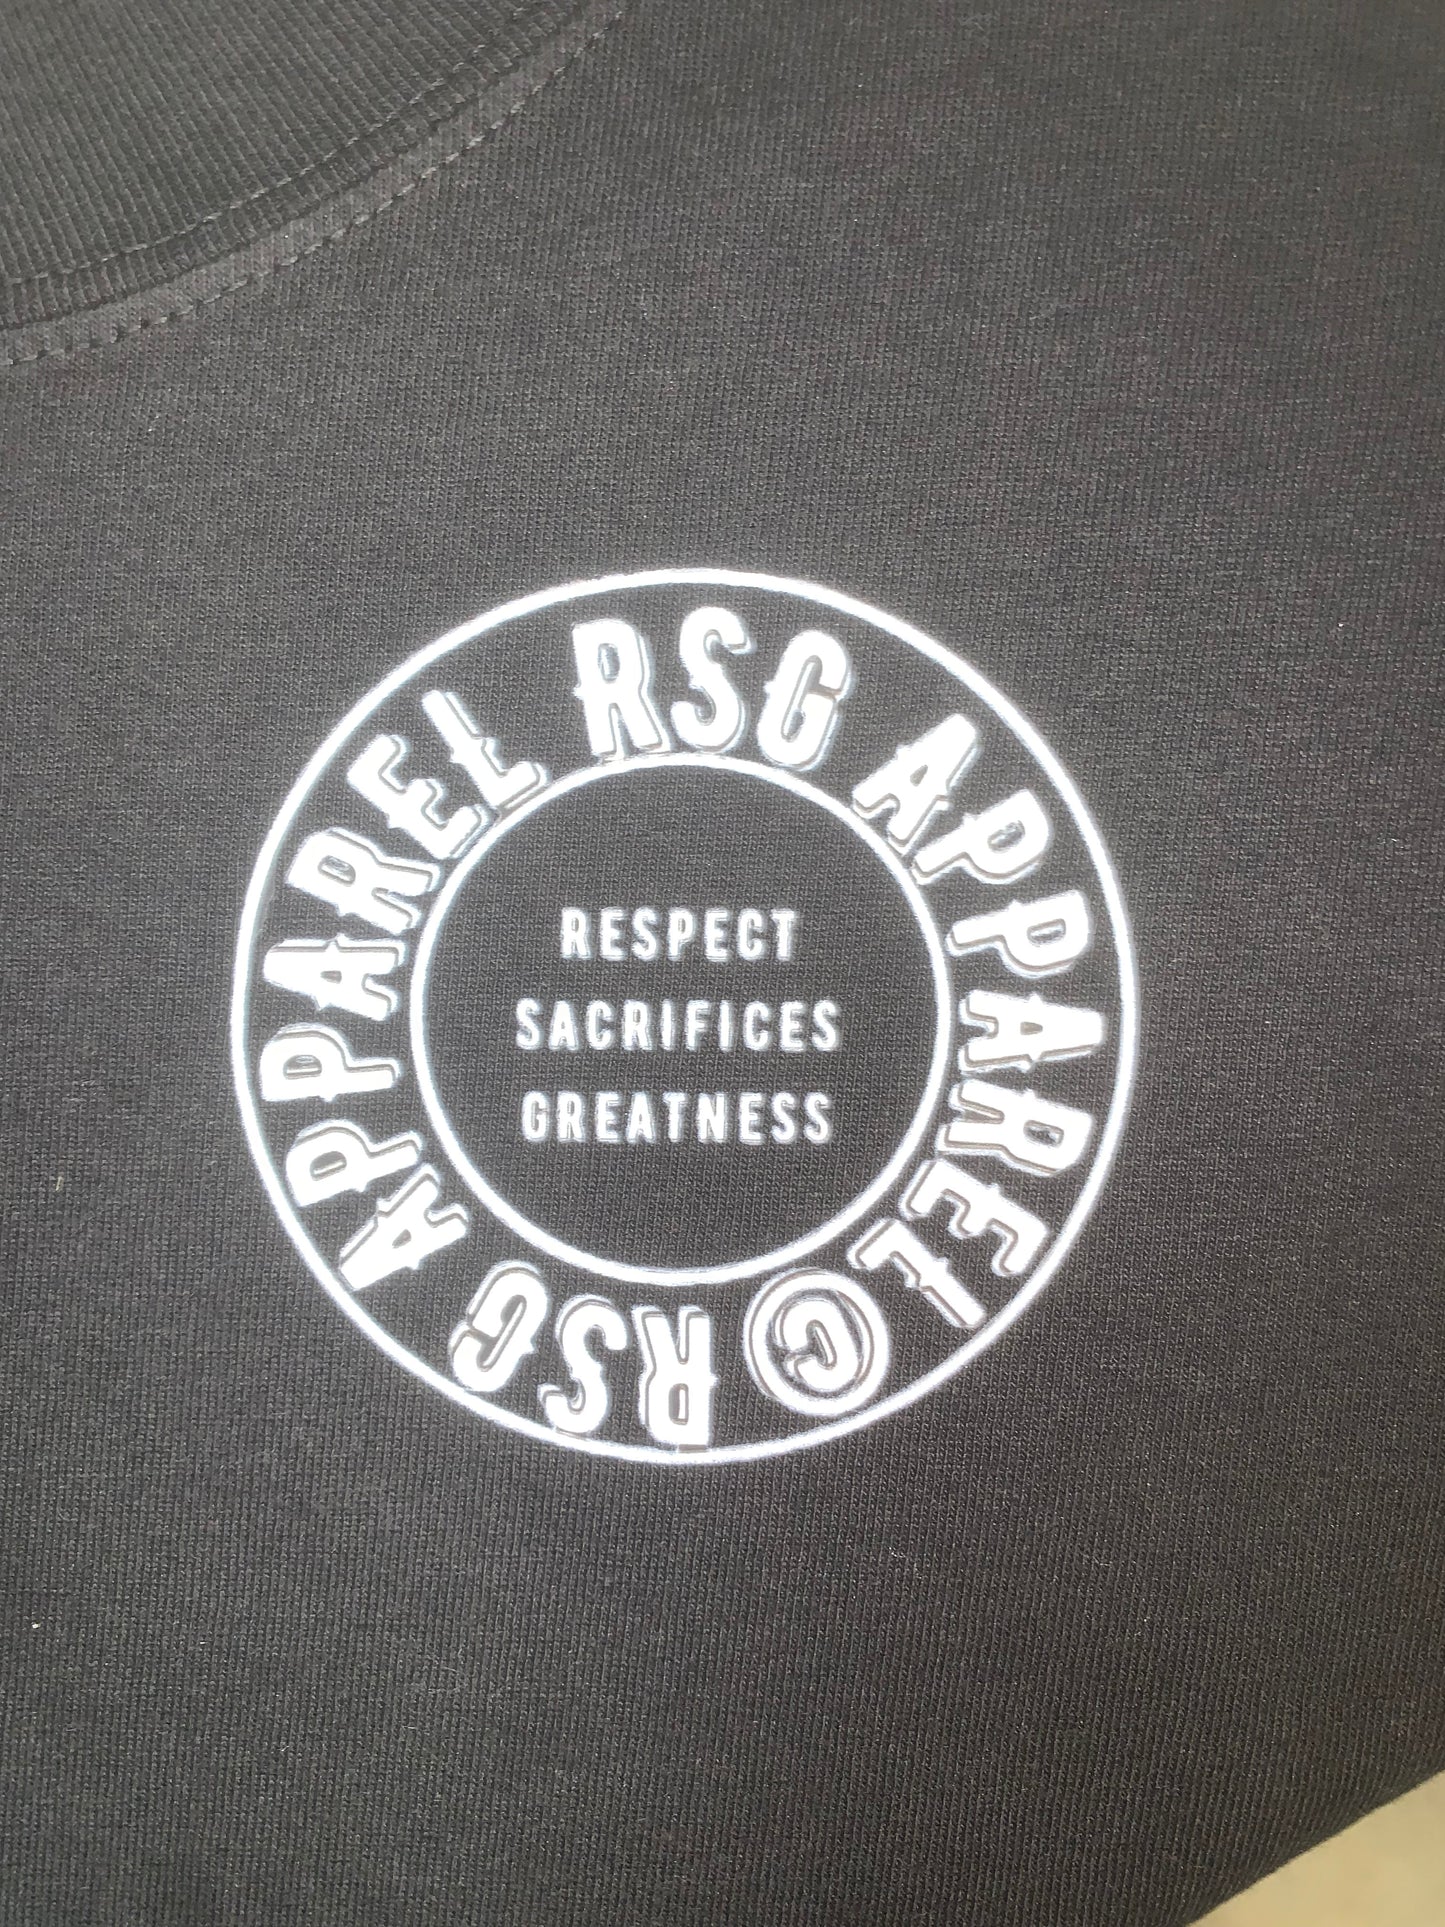 RSG APPAREL © RSG APPAREL
RESPECT
SACRIFICES
GREATNESS